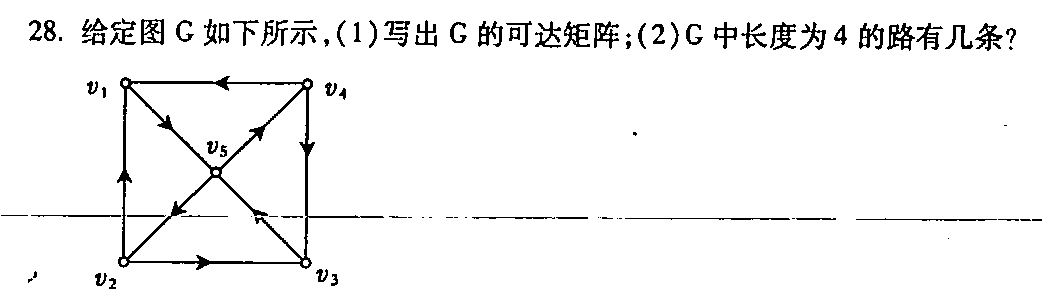 28. 给定图 G 如下所示,(1)写出 G 的可达矩阵;(2)G 中长度为 4 的路有几条?
v₁
v₄
v₅
v₂
v₃